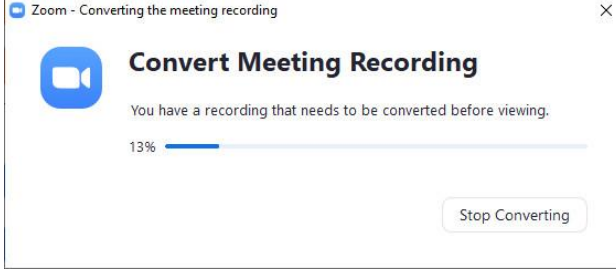 Zoom - Converting the meeting recording
Convert Meeting Recording
You have a recording that needs to be converted before viewing.
13%
Stop Converting